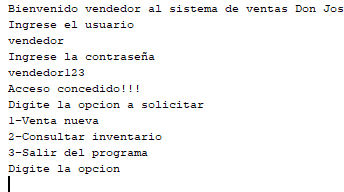 Bienvenido vendedor al sistema de ventas Don Jos
Ingrese el usuario
vendedor
Ingrese la contraseña
vendedor123
Acceso concedido!!!
Digite la opcion a solicitar
1-Venta nueva
2-Consultar inventario
3-Salir del programa
Digite la opcion